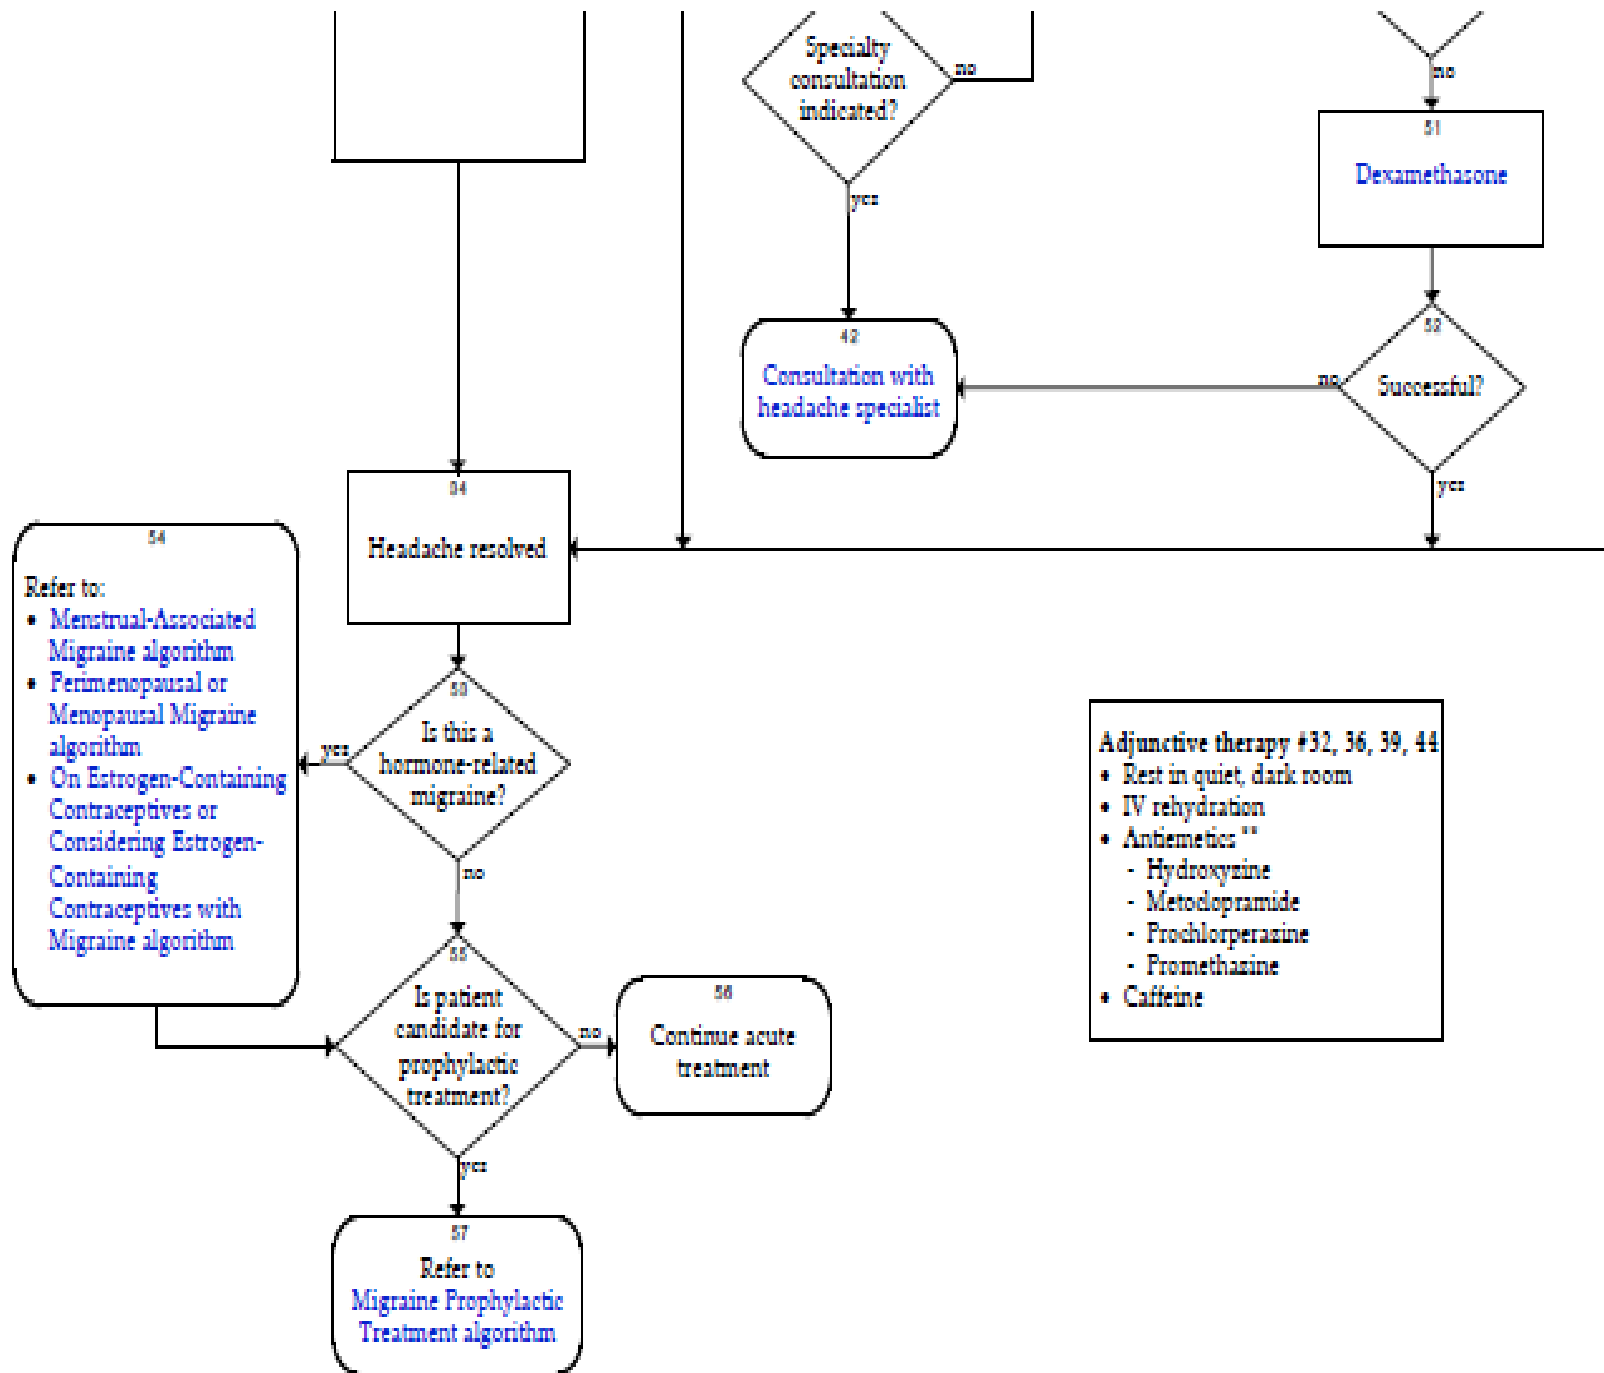 Specialty
consultation
indicated?
no
yes
no
51
Dexamethasone
52
Successful?
no
yes
42
Consultation with
headache specialist
34
Headache resolved
54
Refer to:
• Menstrual-Associated
Migraine algorithm
• Perimenopausal or
Menopausal Migraine
algorithm
• On Estrogen-Containing
Contraceptives or
Considering Estrogen-
Containing
Contraceptives with
Migraine algorithm
53
Is this a
hormone-related
migraine?
yes
no
55
Is patient
candidate for
prophylactic
treatment?
no
yes
56
Continue acute
treatment
57
Refer to
Migraine Prophylactic
Treatment algorithm
Adjunctive therapy #32, 36, 39, 44
• Rest in quiet, dark room
• IV rehydration
• Antiemetics **
- Hydroxyzine
- Metoclopramide
- Prochlorperazine
- Promethazine
• Caffeine